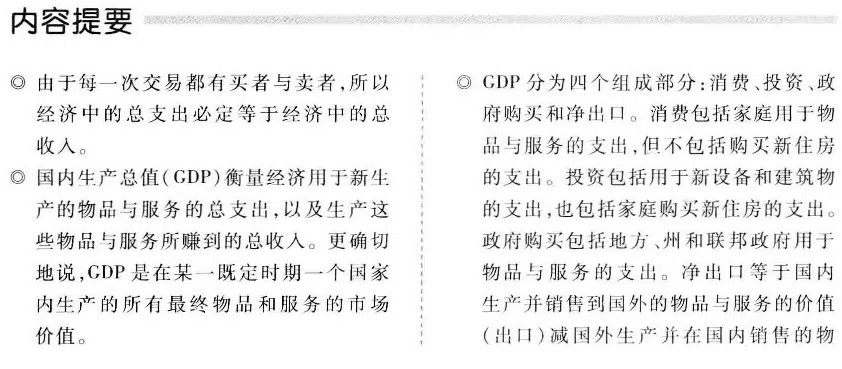 内容提要
◎ 由于每一次交易都有买者与卖者,所以
经济中的总支出必定等于经济中的总
收入。
◎ 国内生产总值(GDP)衡量经济用于新生
产的物品与服务的总支出,以及生产这
些物品与服务所赚到的总收入。更确切
地说,GDP 是在某一既定时期一个国家
内生产的所有最终物品和服务的市场
价值。
◎ GDP 分为四个组成部分:消费、投资、政
府购买和净出口。消费包括家庭用于物
品与服务的支出,但不包括购买新住房
的支出。投资包括用于新设备和建筑物
的支出,也包括家庭购买新住房的支出。
政府购买包括地方、州和联邦政府用于
物品与服务的支出。净出口等于国内
生产并销售到国外的物品与服务的价值
(出口)减国外生产并在国内销售的物